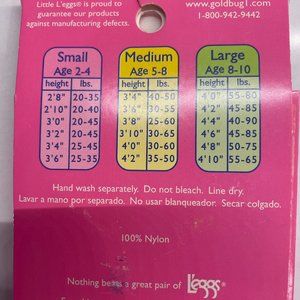 Little L'eggs® is proud to
guarantee our products
against manufacturing defects.
www.goldbug1.com
1-800-942-9442
Small
Age 2-4
height lbs.
2'8" 20-35
2'10" 20-40
3'0" 20-45
3'2" 20-45
3'4" 20-45
3'6" 25-35
Medium
Age 5-8
height lbs.
3'4" 40-50
3'6" 30-55
3'8" 25-60
3'10" 30-65
4'0" 30-60
4'2" 35-50
Large
Age 8-10
height lbs.
4'0" 55-80
4'2" 45-85
4'4" 45-85
4'6" 45-80
4'8" 50-75
4'10" 55-65
Hand wash separately. Do not bleach. Line dry.
Lavar a mano por separado. No usar blanqueador. Secar colgado.
100% Nylon
Nothing beats a great pair of L'eggs